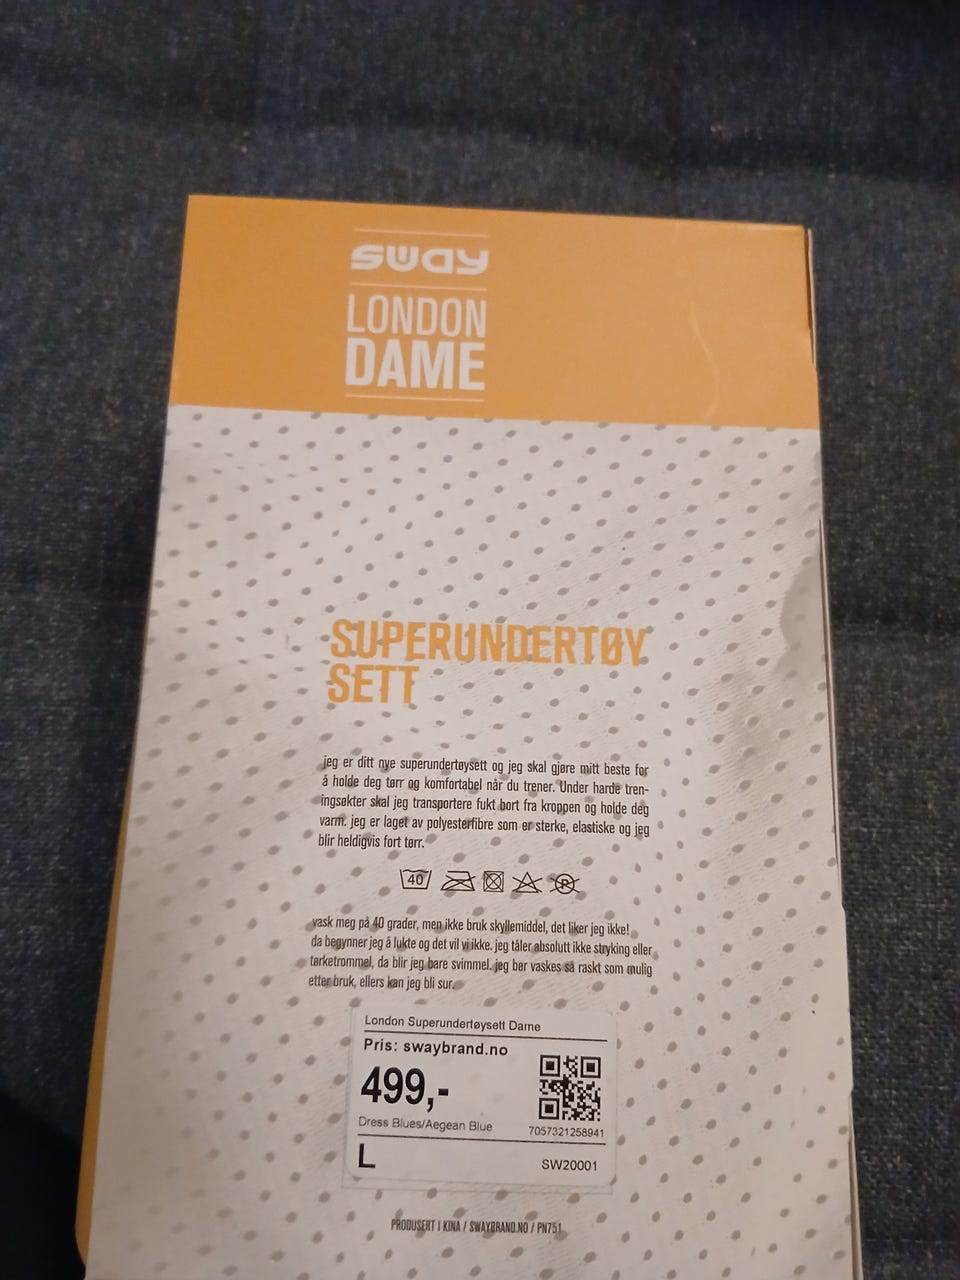 sway
LONDON
DAME
SUPERUNDERTØY
SETT
jeg er ditt nye superundertøysett og jeg skal gjøre mitt beste for
å holde deg tørr og komfortabel når du trener. Under harde tren-
ingsøkter skal jeg transportere fukt bort fra kroppen og holde deg
varm. jeg er laget av polyesterfibre som er sterke, elastiske og jeg
blir heldigvis fort tørr.
40 P
vask meg på 40 grader, men ikke bruk skyllemiddel, det liker jeg ikke!
da begynner jeg å lukte og det vil vi ikke. jeg tåler absolutt ikke stryking eller
tørketrommel, da blir jeg bare svimmel. jeg bør vaskes så raskt som mulig
etter bruk, ellers kan jeg bli sur.
London Superundertøysett Dame
Pris: swaybrand.no
499,-
Dress Blues/Aegean Blue
7057321258941
L
SW20001
PRODUSERT I KINA / SWAYBRAND.NO / PN751